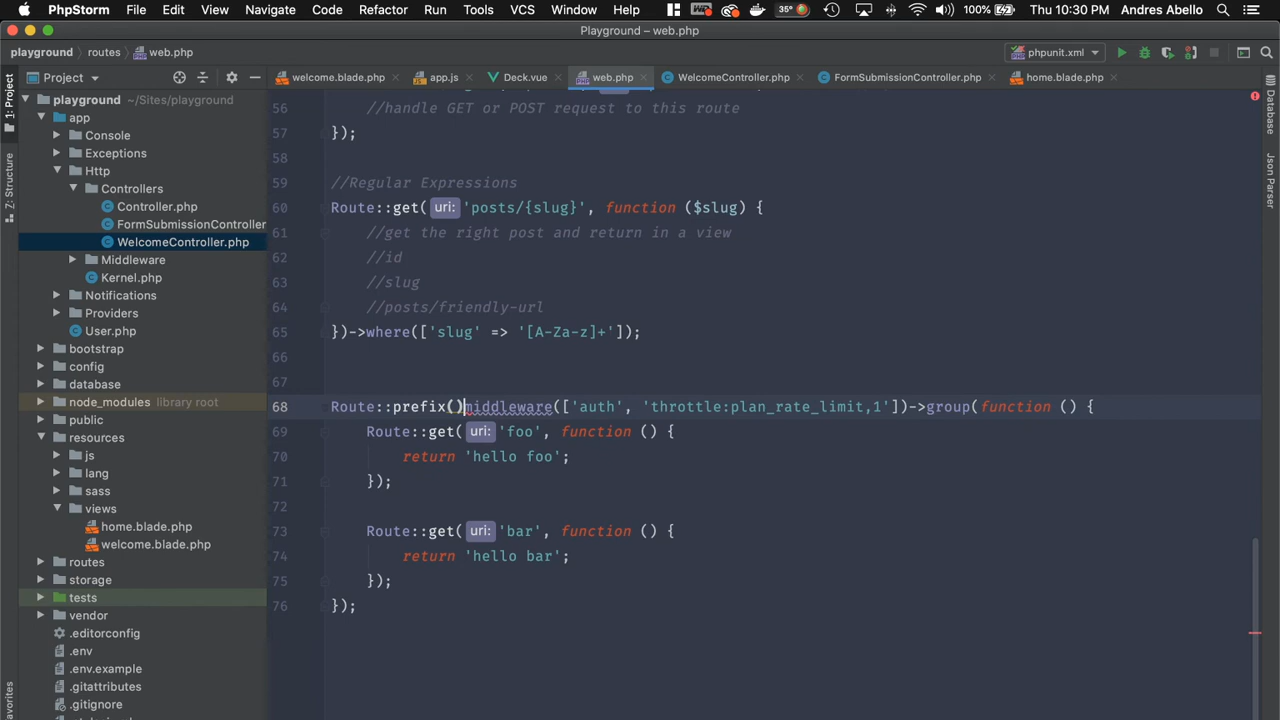 PhpStorm File Edit View Navigate Code Refactor Run Tools VCS Window Help 35° 100% Thu 10:30 PM Andres Abello
Playground – web.php
playground routes web.php phpunit.xml
Project welcome.blade.php app.js Deck.vue web.php WelcomeController.php FormSubmissionController.php home.blade.php
1: Project
Structure
Favorites
Database
Json Parser
playground ~/Sites/playground
app
Console
Exceptions
Http
Controllers
Controller.php
FormSubmissionController
WelcomeController.php
Middleware
Kernel.php
Notifications
Providers
User.php
bootstrap
config
database
node_modules library root
public
resources
js
lang
sass
views
home.blade.php
welcome.blade.php
routes
storage
tests
vendor
.editorconfig
.env
.env.example
.gitattributes
.gitignore
56 //handle GET or POST request to this route
57 });
58
59 //Regular Expressions
60 Route::get( uri: 'posts/{slug}', function ($slug) {
61 //get the right post and return in a view
62 //id
63 //slug
64 //posts/friendly-url
65 })->where(['slug' => '[A-Za-z]+']);
66
67
68 Route::prefix()middleware(['auth', 'throttle:plan_rate_limit,1'])->group(function () {
69 Route::get( uri: 'foo', function () {
70 return 'hello foo';
71 });
72
73 Route::get( uri: 'bar', function () {
74 return 'hello bar';
75 });
76 });